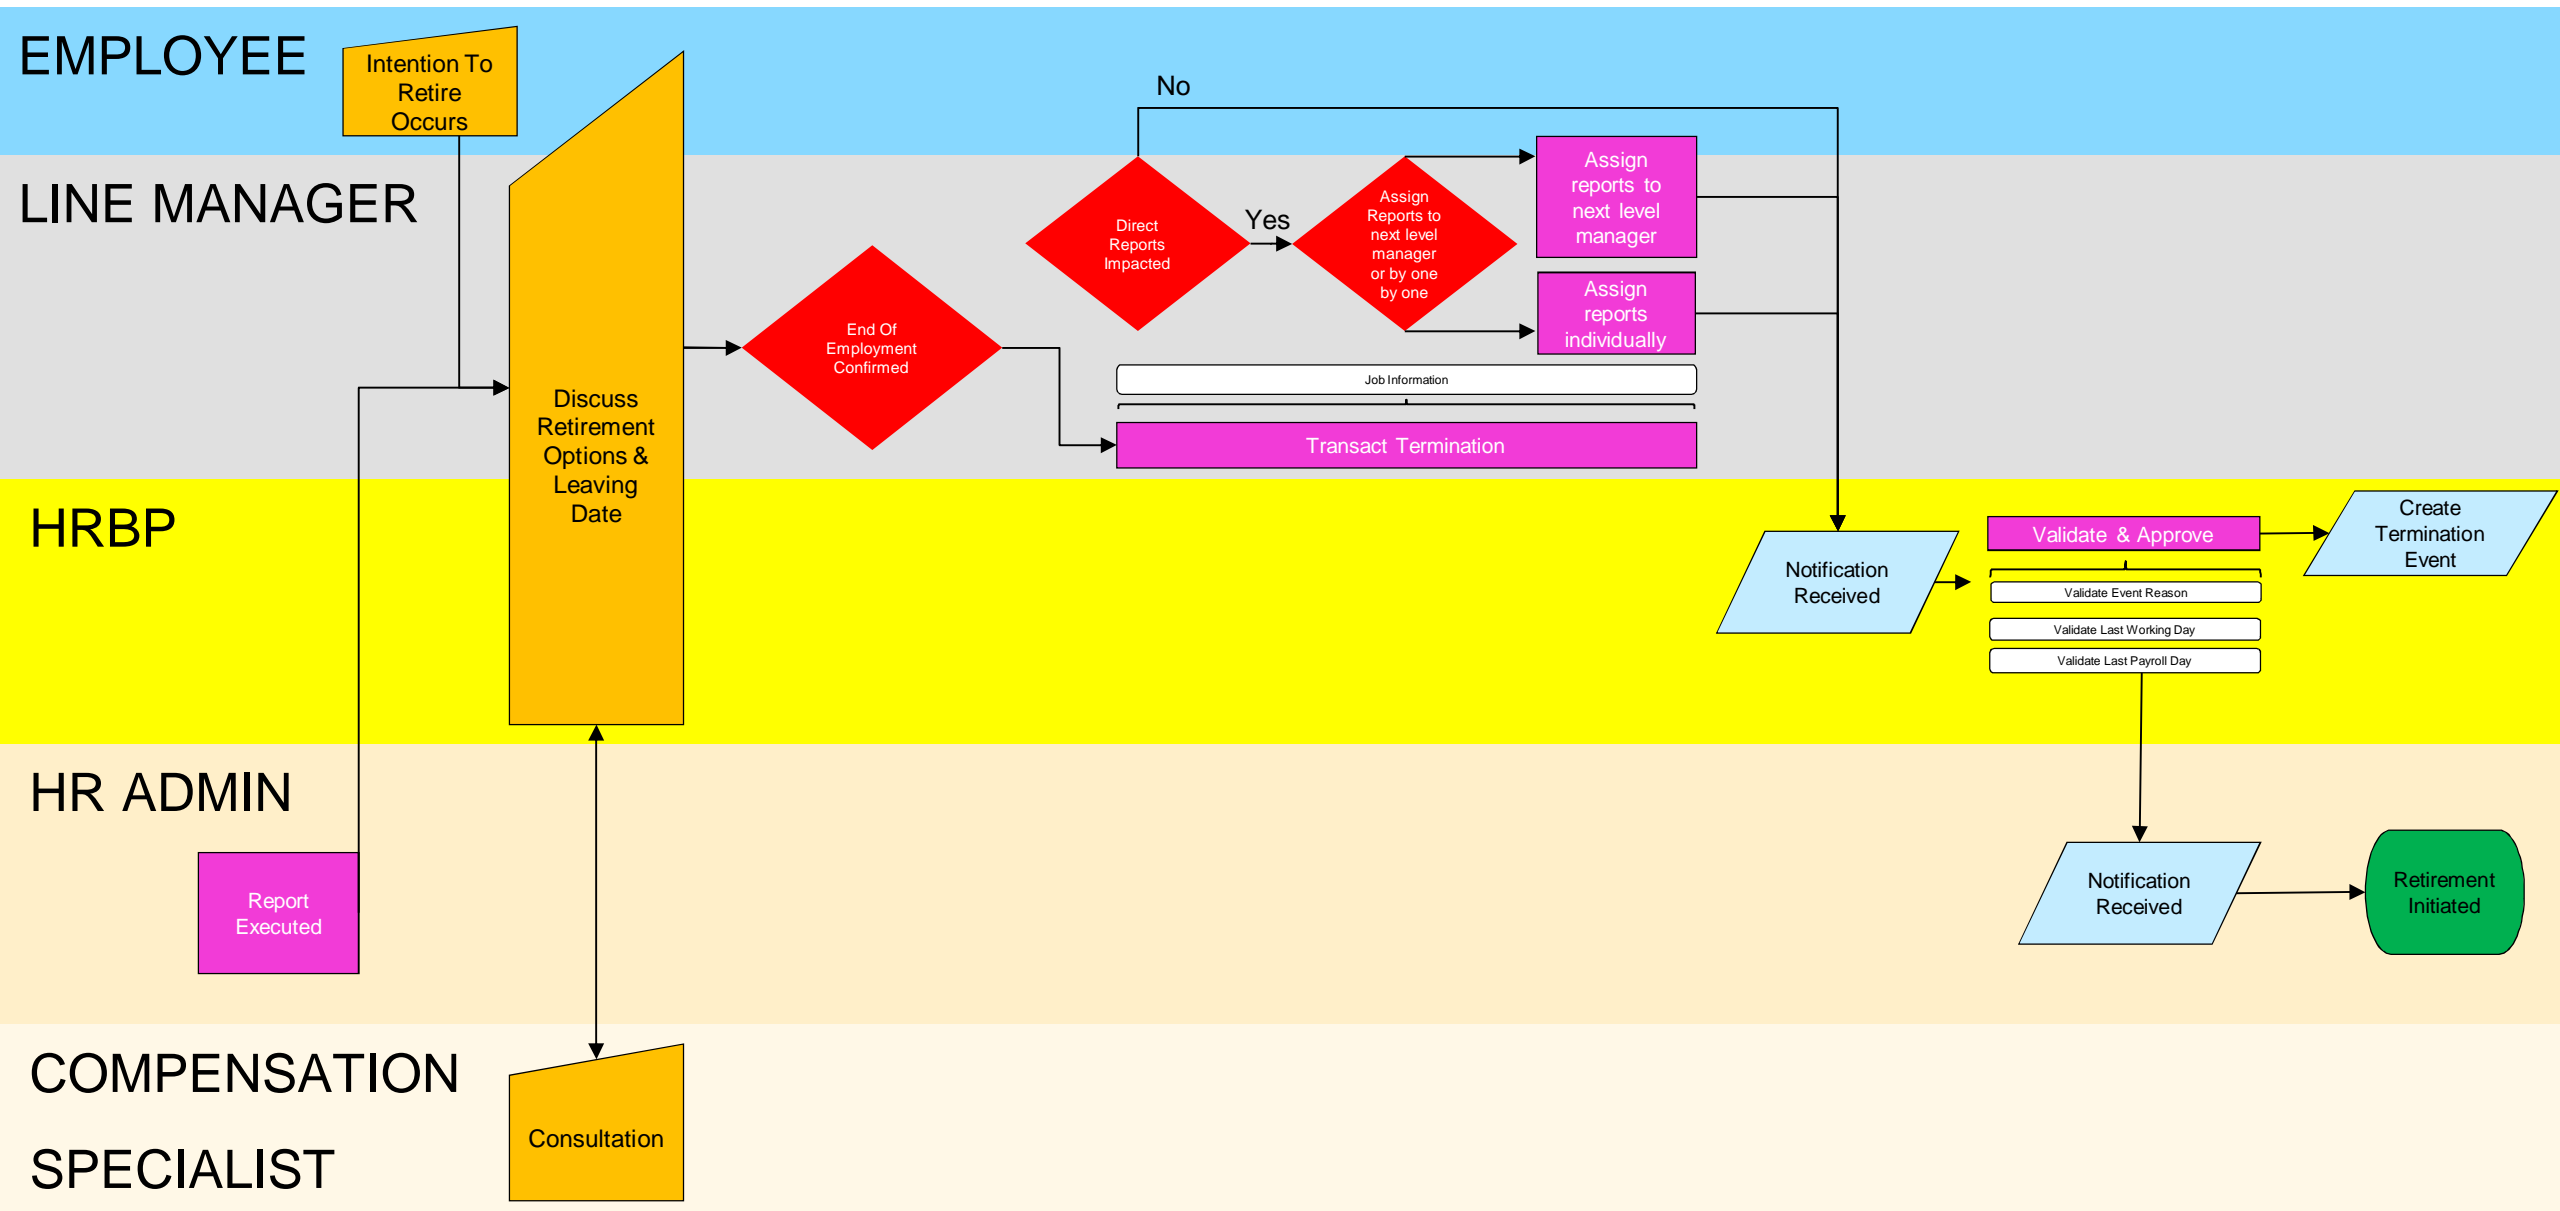 EMPLOYEE
Intention To
Retire
Occurs
No
LINE MANAGER
Direct
Reports
Impacted
Yes
Assign
Reports to
next level
manager
or by one
by one
Assign
reports to
next level
manager
Assign
reports
individually
End Of
Employment
Confirmed
Job Information
Transact Termination
Discuss
Retirement
Options &
Leaving
Date
HRBP
Notification
Received
Validate & Approve
Validate Event Reason
Validate Last Working Day
Validate Last Payroll Day
Create
Termination
Event
HR ADMIN
Report
Executed
Notification
Received
Retirement
Initiated
COMPENSATION
SPECIALIST
Consultation